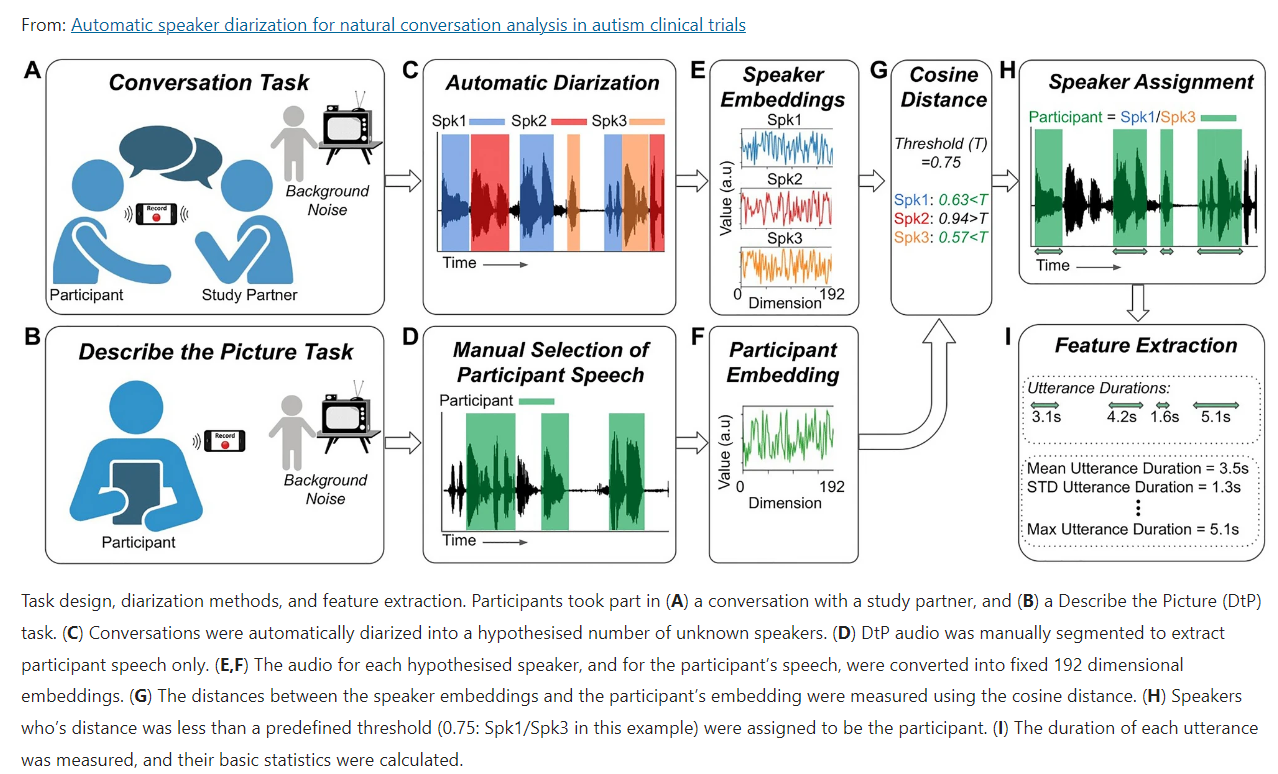 From: Automatic speaker diarization for natural conversation analysis in autism clinical trials
A
Conversation Task
Background
Noise
Record
Participant
Study Partner
C
Automatic Diarization
Spk1
Spk2
Spk3
Time
E
Speaker
Embeddings
Spk1
Spk2
Spk3
Value (a.u)
0
192
Dimension
G
Cosine
Distance
Threshold (T)
=0.75
Spk1: 0.63<T
Spk2: 0.94>T
Spk3: 0.57<T
H
Speaker Assignment
Participant = Spk1/Spk3
Time
B
Describe the Picture Task
Record
Background
Noise
Participant
D
Manual Selection of
Participant Speech
Participant
Time
F
Participant
Embedding
Value (a.u)
0
192
Dimension
I
Feature Extraction
Utterance Durations:
3.1s 4.2s 1.6s 5.1s
Mean Utterance Duration = 3.5s
STD Utterance Duration = 1.3s
Max Utterance Duration = 5.1s
Task design, diarization methods, and feature extraction. Participants took part in (A) a conversation with a study partner, and (B) a Describe the Picture (DtP)
task. (C) Conversations were automatically diarized into a hypothesised number of unknown speakers. (D) DtP audio was manually segmented to extract
participant speech only. (E,F) The audio for each hypothesised speaker, and for the participant's speech, were converted into fixed 192 dimensional
embeddings. (G) The distances between the speaker embeddings and the participant's embedding were measured using the cosine distance. (H) Speakers
who's distance was less than a predefined threshold (0.75: Spk1/Spk3 in this example) were assigned to be the participant. (I) The duration of each utterance
was measured, and their basic statistics were calculated.